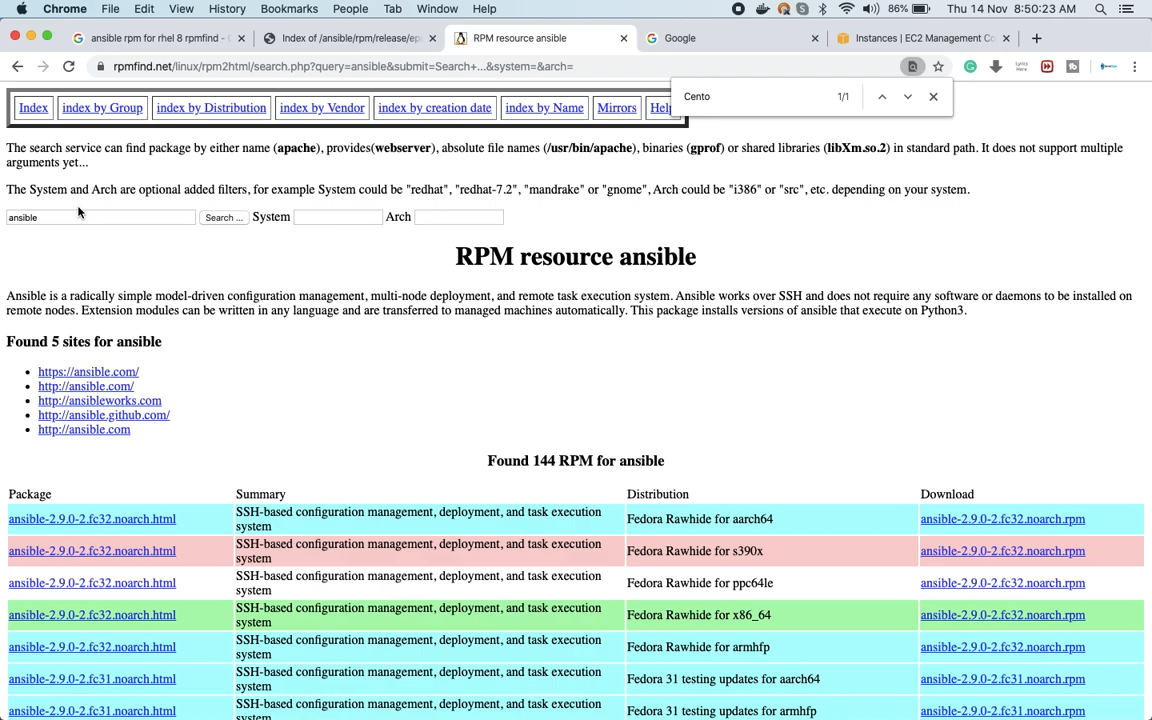 Chrome File Edit View History Bookmarks People Tab Window Help 86% Thu 14 Nov 8:50:23 AM
ansible rpm for rhel 8 rpmfind - Index of /ansible/rpm/release/ep RPM resource ansible Google Instances | EC2 Management Co
rpmfind.net/linux/rpm2html/search.php?query=ansible&submit=Search+...&system=&arch=
Cento 1/1
Index index by Group index by Distribution index by Vendor index by creation date index by Name Mirrors Help
The search service can find package by either name (apache), provides(webserver), absolute file names (/usr/bin/apache), binaries (gprof) or shared libraries (libXm.so.2) in standard path. It does not support multiple
arguments yet...
The System and Arch are optional added filters, for example System could be "redhat", "redhat-7.2", "mandrake" or "gnome", Arch could be "i386" or "src", etc. depending on your system.
ansible Search ... System Arch
RPM resource ansible
Ansible is a radically simple model-driven configuration management, multi-node deployment, and remote task execution system. Ansible works over SSH and does not require any software or daemons to be installed on
remote nodes. Extension modules can be written in any language and are transferred to managed machines automatically. This package installs versions of ansible that execute on Python3.
Found 5 sites for ansible
https://ansible.com/
http://ansible.com/
http://ansibleworks.com
http://ansible.github.com/
http://ansible.com
Found 144 RPM for ansible
Package Summary Distribution Download
ansible-2.9.0-2.fc32.noarch.html SSH-based configuration management, deployment, and task execution system Fedora Rawhide for aarch64 ansible-2.9.0-2.fc32.noarch.rpm
ansible-2.9.0-2.fc32.noarch.html SSH-based configuration management, deployment, and task execution system Fedora Rawhide for s390x ansible-2.9.0-2.fc32.noarch.rpm
ansible-2.9.0-2.fc32.noarch.html SSH-based configuration management, deployment, and task execution system Fedora Rawhide for ppc64le ansible-2.9.0-2.fc32.noarch.rpm
ansible-2.9.0-2.fc32.noarch.html SSH-based configuration management, deployment, and task execution system Fedora Rawhide for x86_64 ansible-2.9.0-2.fc32.noarch.rpm
ansible-2.9.0-2.fc32.noarch.html SSH-based configuration management, deployment, and task execution system Fedora Rawhide for armhfp ansible-2.9.0-2.fc32.noarch.rpm
ansible-2.9.0-2.fc31.noarch.html SSH-based configuration management, deployment, and task execution system Fedora 31 testing updates for aarch64 ansible-2.9.0-2.fc31.noarch.rpm
ansible-2.9.0-2.fc31.noarch.html SSH-based configuration management, deployment, and task execution system Fedora 31 testing updates for armhfp ansible-2.9.0-2.fc31.noarch.rpm